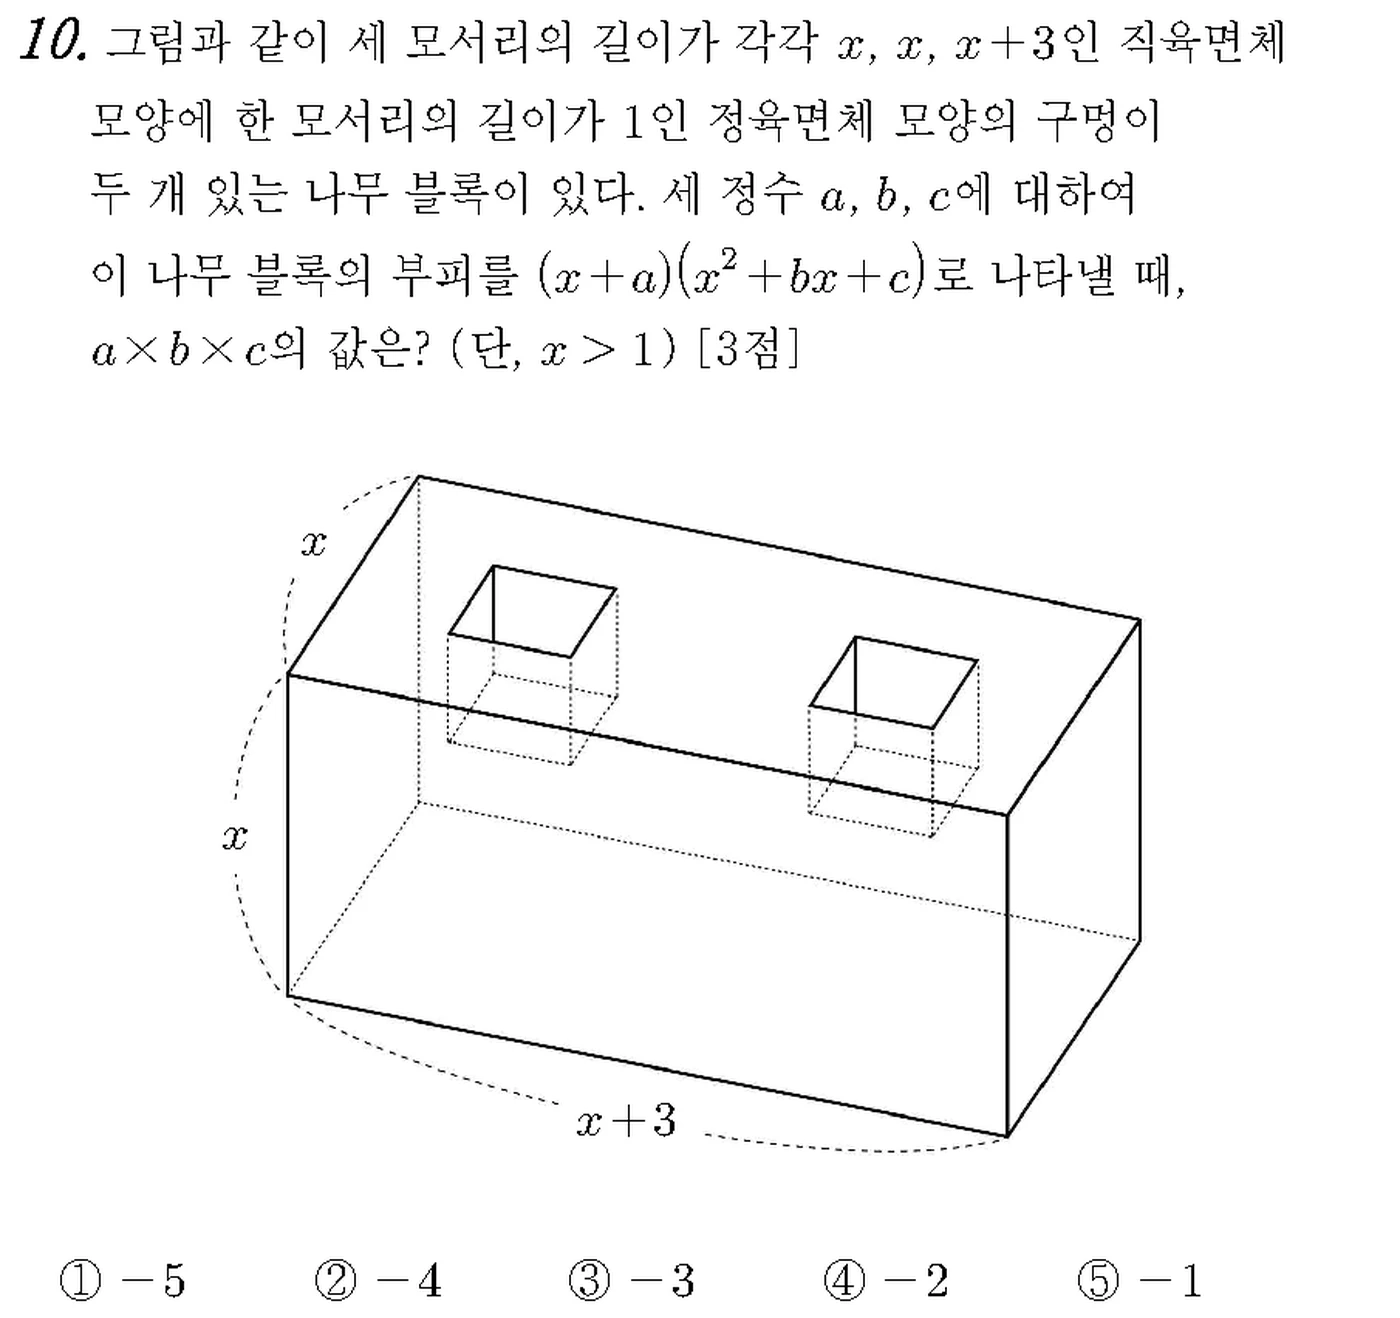 10. 그림과 같이 세 모서리의 길이가 각각 x, x, x+3인 직육면체
모양에 한 모서리의 길이가 1인 정육면체 모양의 구멍이
두 개 있는 나무 블록이 있다. 세 정수 a, b, c에 대하여
이 나무 블록의 부피를 (x+a)(x²+bx+c)로 나타낼 때,
a×b×c의 값은? (단, x > 1) [3점]
x
x
x+3
① -5 ② -4 ③ -3 ④ -2 ⑤ -1